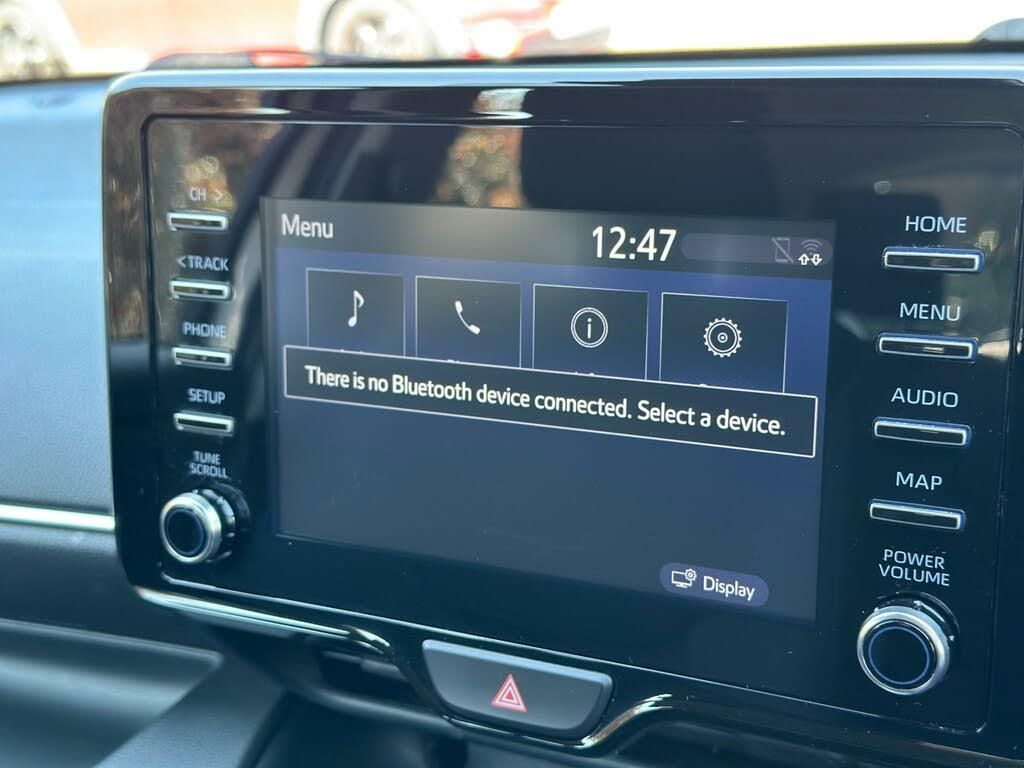 CH >
< TRACK
PHONE
SETUP
TUNE
SCROLL
Menu
12:47
There is no Bluetooth device connected. Select a device.
Display
HOME
MENU
AUDIO
MAP
POWER
VOLUME